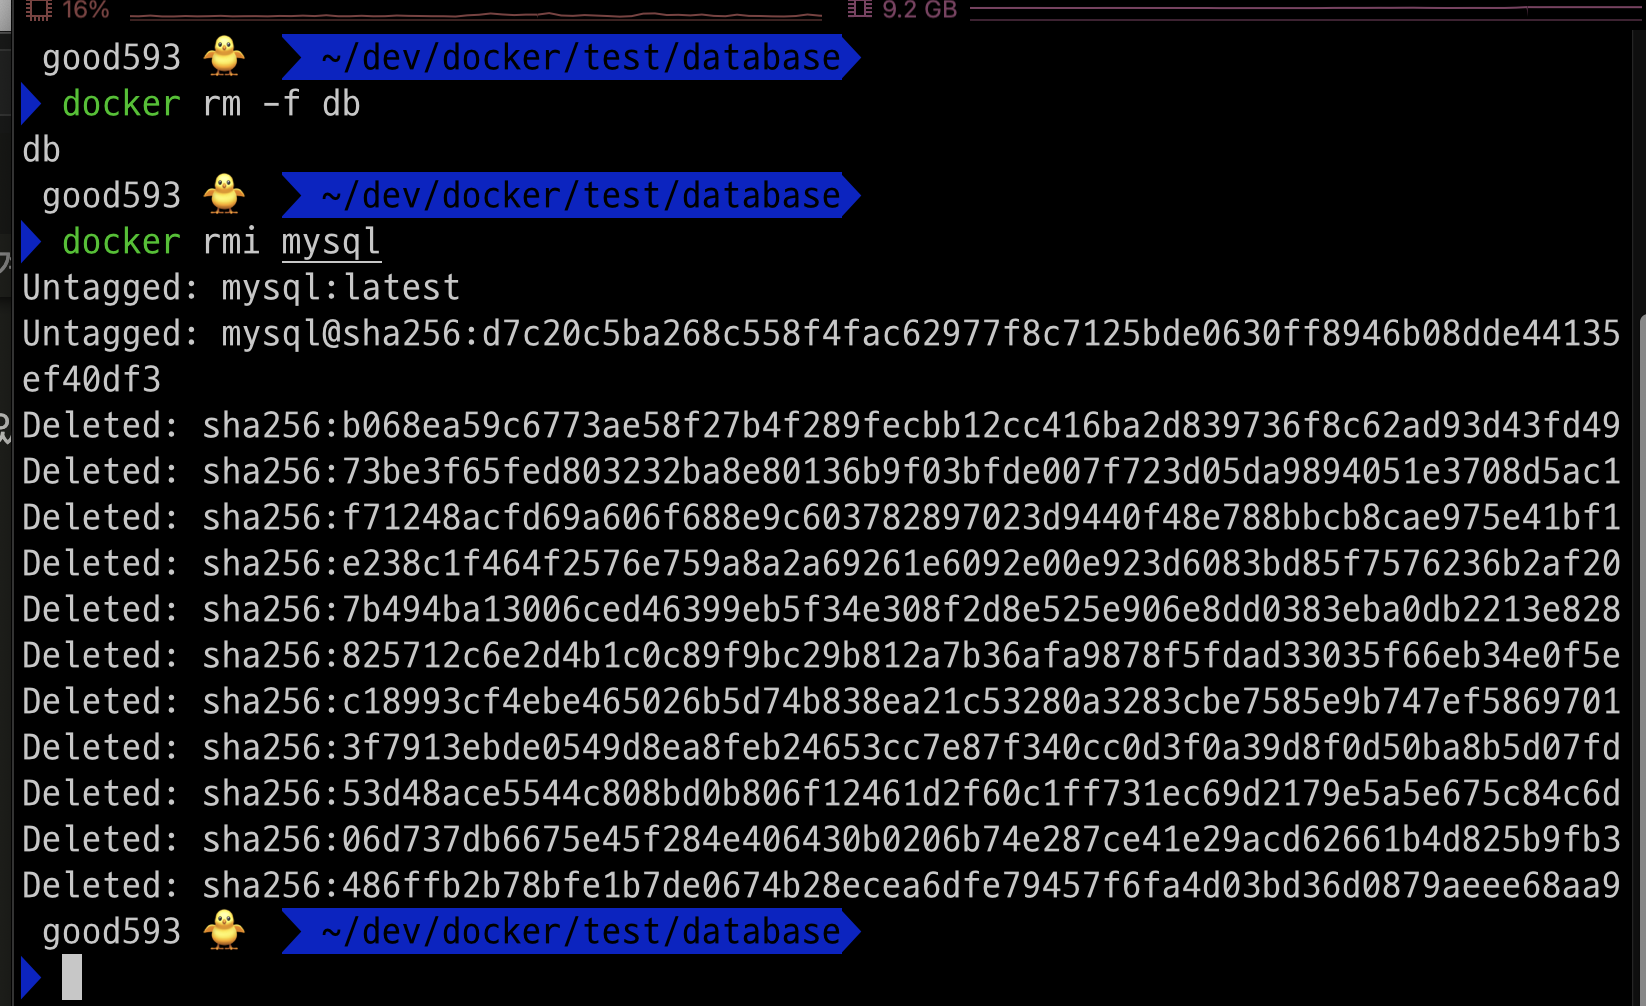 16% 9.2 GB
good593 🐥 ~/dev/docker/test/database
docker rm -f db
db
good593 🐥 ~/dev/docker/test/database
docker rmi mysql
Untagged: mysql:latest
Untagged: mysql@sha256:d7c20c5ba268c558f4fac62977f8c7125bde0630ff8946b08dde44135
ef40df3
Deleted: sha256:b068ea59c6773ae58f27b4f289fecbb12cc416ba2d839736f8c62ad93d43fd49
Deleted: sha256:73be3f65fed803232ba8e80136b9f03bfde007f723d05da9894051e3708d5ac1
Deleted: sha256:f71248acfd69a606f688e9c603782897023d9440f48e788bbcb8cae975e41bf1
Deleted: sha256:e238c1f464f2576e759a8a2a69261e6092e00e923d6083bd85f7576236b2af20
Deleted: sha256:7b494ba13006ced46399eb5f34e308f2d8e525e906e8dd0383eba0db2213e828
Deleted: sha256:825712c6e2d4b1c0c89f9bc29b812a7b36afa9878f5fdad33035f66eb34e0f5e
Deleted: sha256:c18993cf4ebe465026b5d74b838ea21c53280a3283cbe7585e9b747ef5869701
Deleted: sha256:3f7913ebde0549d8ea8feb24653cc7e87f340cc0d3f0a39d8f0d50ba8b5d07fd
Deleted: sha256:53d48ace5544c808bd0b806f12461d2f60c1ff731ec69d2179e5a5e675c84c6d
Deleted: sha256:06d737db6675e45f284e406430b0206b74e287ce41e29acd62661b4d825b9fb3
Deleted: sha256:486ffb2b78bfe1b7de0674b28ecea6dfe79457f6fa4d03bd36d0879aeee68aa9
good593 🐥 ~/dev/docker/test/database